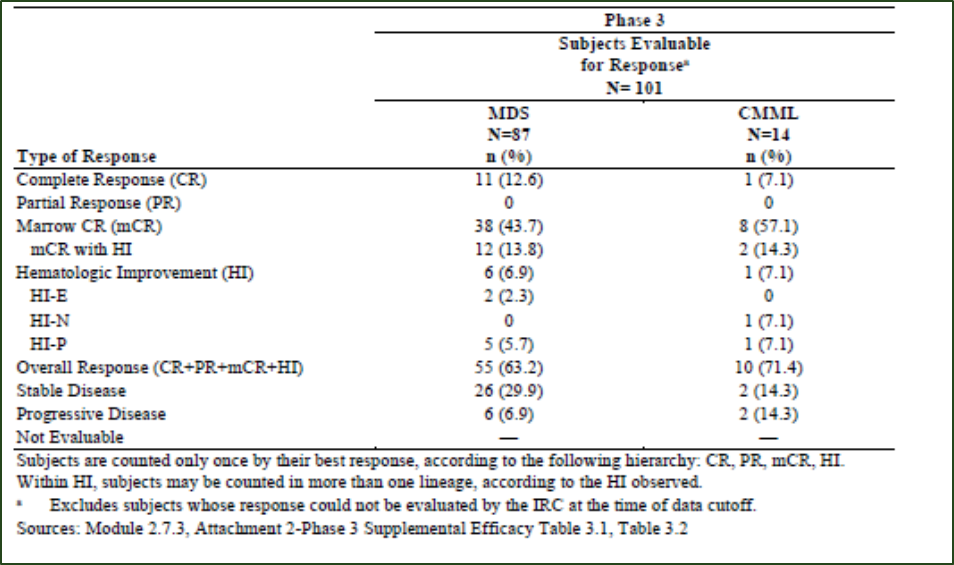 Phase 3
Subjects Evaluable
for Responseª
N= 101
MDS CMML
N=87 N=14
Type of Response n (%) n (%)
Complete Response (CR) 11 (12.6) 1 (7.1)
Partial Response (PR) 0 0
Marrow CR (mCR) 38 (43.7) 8 (57.1)
mCR with HI 12 (13.8) 2 (14.3)
Hematologic Improvement (HI) 6 (6.9) 1 (7.1)
HI-E 2 (2.3) 0
HI-N 0 1 (7.1)
HI-P 5 (5.7) 1 (7.1)
Overall Response (CR+PR+mCR+HI) 55 (63.2) 10 (71.4)
Stable Disease 26 (29.9) 2 (14.3)
Progressive Disease 6 (6.9) 2 (14.3)
Not Evaluable — —
Subjects are counted only once by their best response, according to the following hierarchy: CR, PR, mCR, HI.
Within HI, subjects may be counted in more than one lineage, according to the HI observed.
ª Excludes subjects whose response could not be evaluated by the IRC at the time of data cutoff.
Sources: Module 2.7.3, Attachment 2-Phase 3 Supplemental Efficacy Table 3.1, Table 3.2